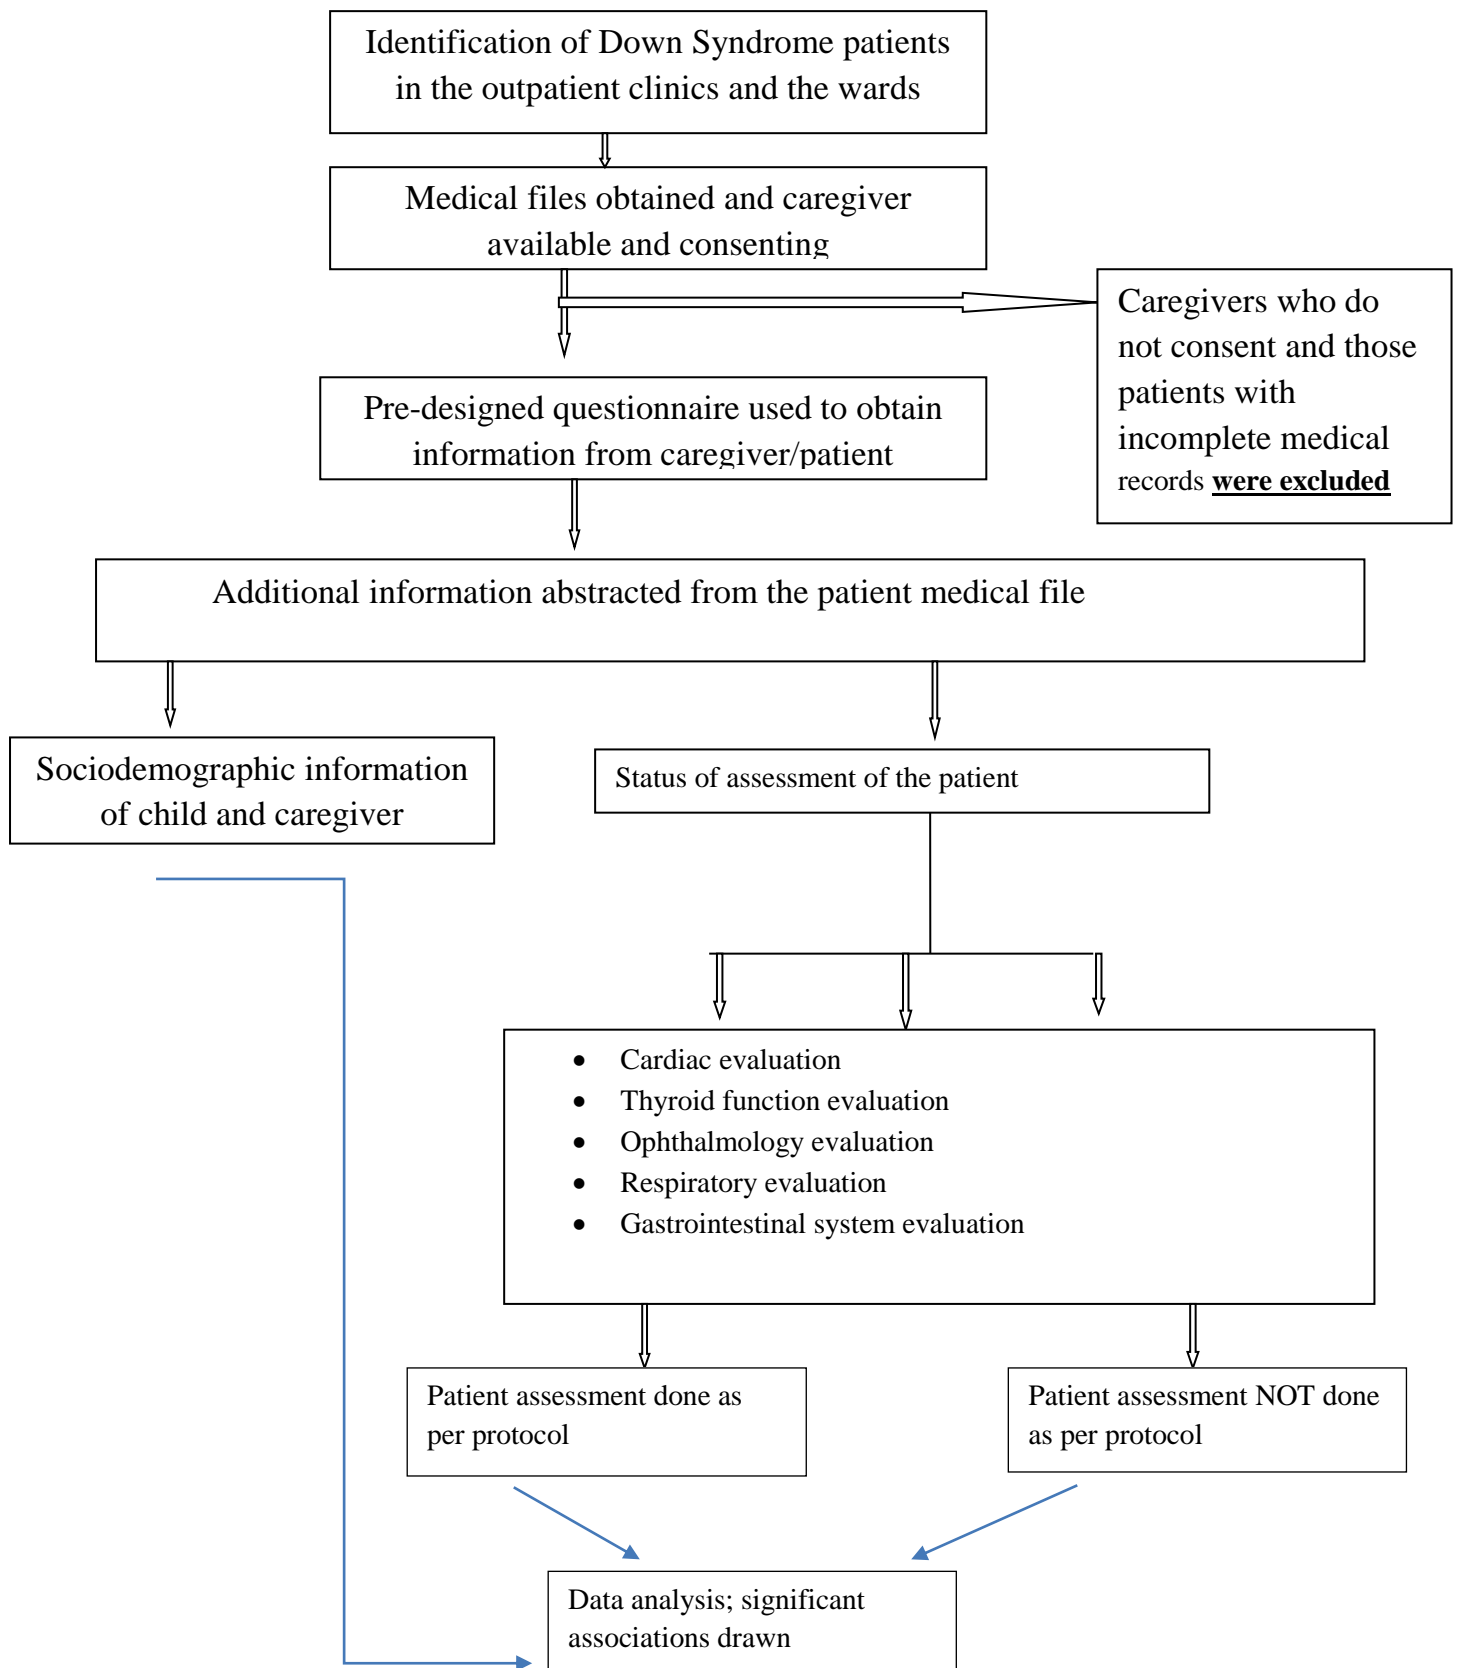 Identification of Down Syndrome patients
in the outpatient clinics and the wards
Medical files obtained and caregiver
available and consenting
Caregivers who do
not consent and those
patients with
incomplete medical
records were excluded
Pre-designed questionnaire used to obtain
information from caregiver/patient
Additional information abstracted from the patient medical file
Sociodemographic information
of child and caregiver
Status of assessment of the patient
• Cardiac evaluation
• Thyroid function evaluation
• Ophthalmology evaluation
• Respiratory evaluation
• Gastrointestinal system evaluation
Patient assessment done as
per protocol
Patient assessment NOT done
as per protocol
Data analysis; significant
associations drawn